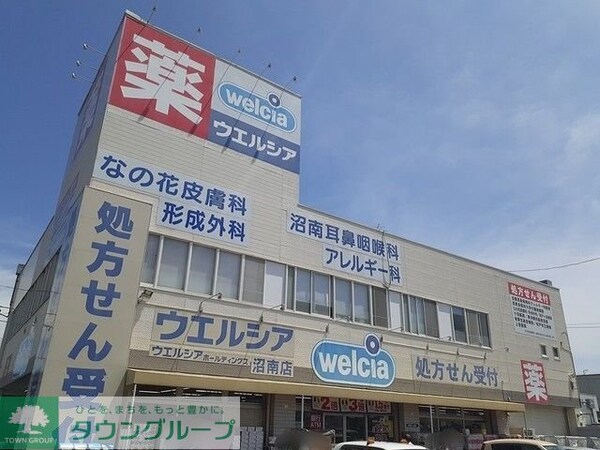 薬
welcia
ウエルシア
なの花皮膚科
形成外科
沼南耳鼻咽喉科
アレルギー科
処方せん受付
処方せん受
ウエルシア
ウエルシアホールディングス 沼南店
welcia
処方せん受付
薬
ひとを、まちを、もっと豊かに。
タウングループ
TOWN GROUP